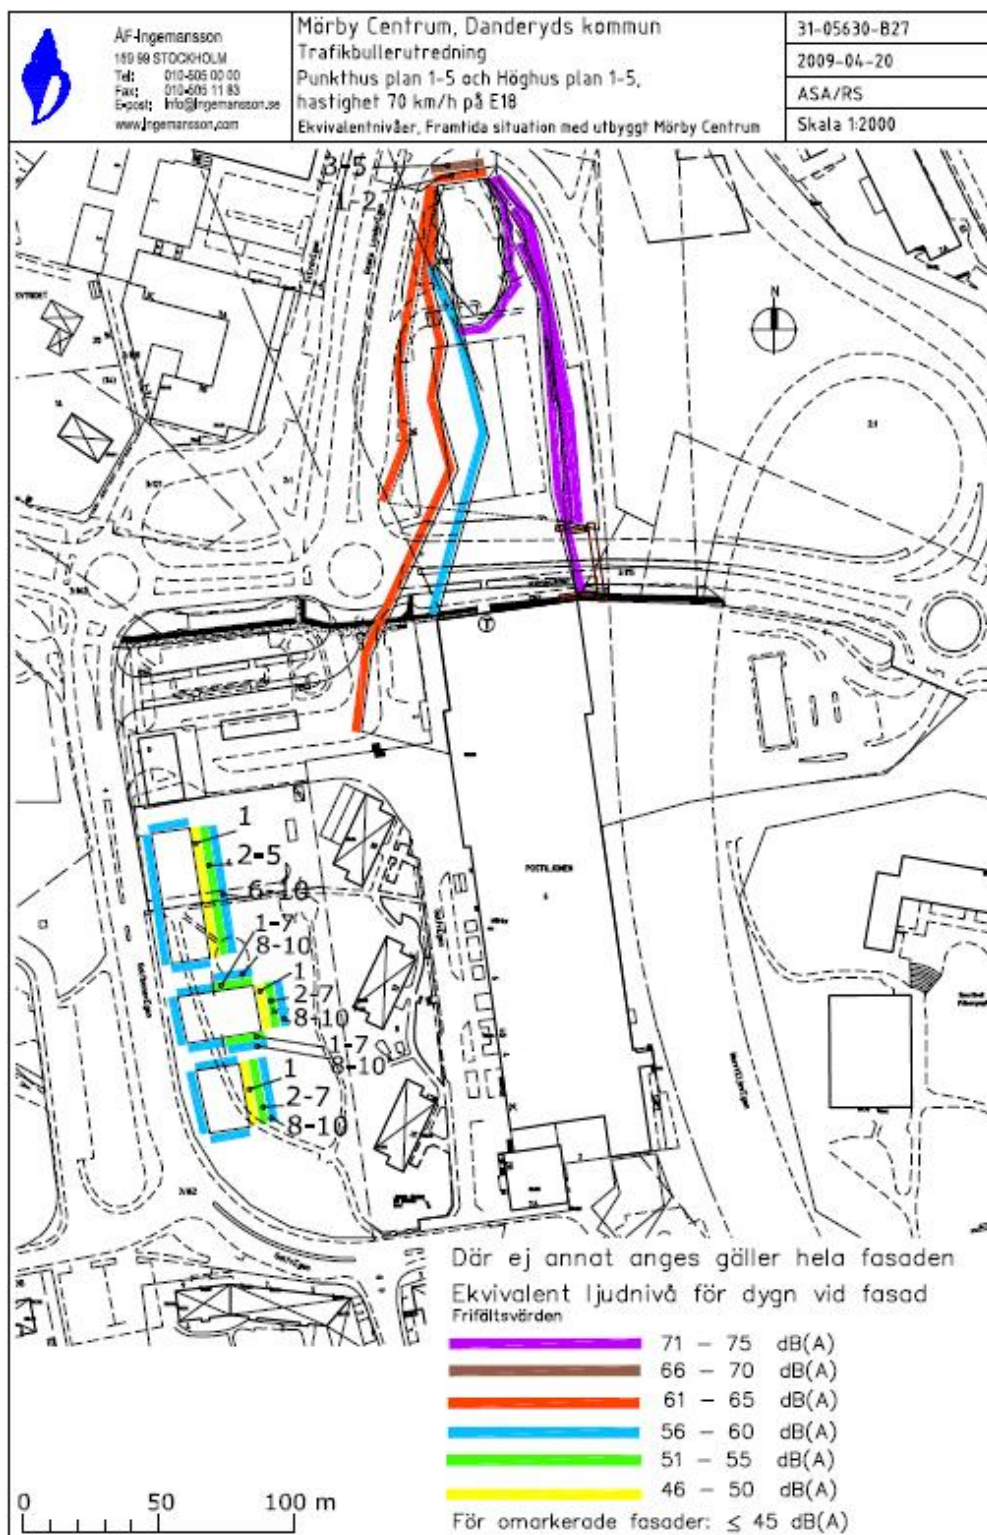 ÅF-Ingemansson
169 99 STOCKHOLM
Tel: 010-505 00 00
Fax: 010-505 11 83
E-post: info@ingemansson.se
www.ingemansson.com
Mörby Centrum, Danderyds kommun
Trafikbullerutredning
Punkthus plan 1-5 och Höghus plan 1-5,
hastighet 70 km/h på E18
Ekvivalentnivåer, Framtida situation med utbyggt Mörby Centrum
31-05630-B27
2009-04-20
ASA/RS
Skala 1:2000
3-5
1-2
N
T
POSTILJONEN
1
2-5
6-10
1-7
8-10
1
2-7
8-10
1-7
8-10
1
2-7
8-10
Där ej annat anges gäller hela fasaden
Ekvivalent ljudnivå för dygn vid fasad
Frifältsvärden
71 – 75 dB(A)
66 – 70 dB(A)
61 – 65 dB(A)
56 – 60 dB(A)
51 – 55 dB(A)
46 – 50 dB(A)
För omarkerade fasader: ≤ 45 dB(A)
0 50 100 m